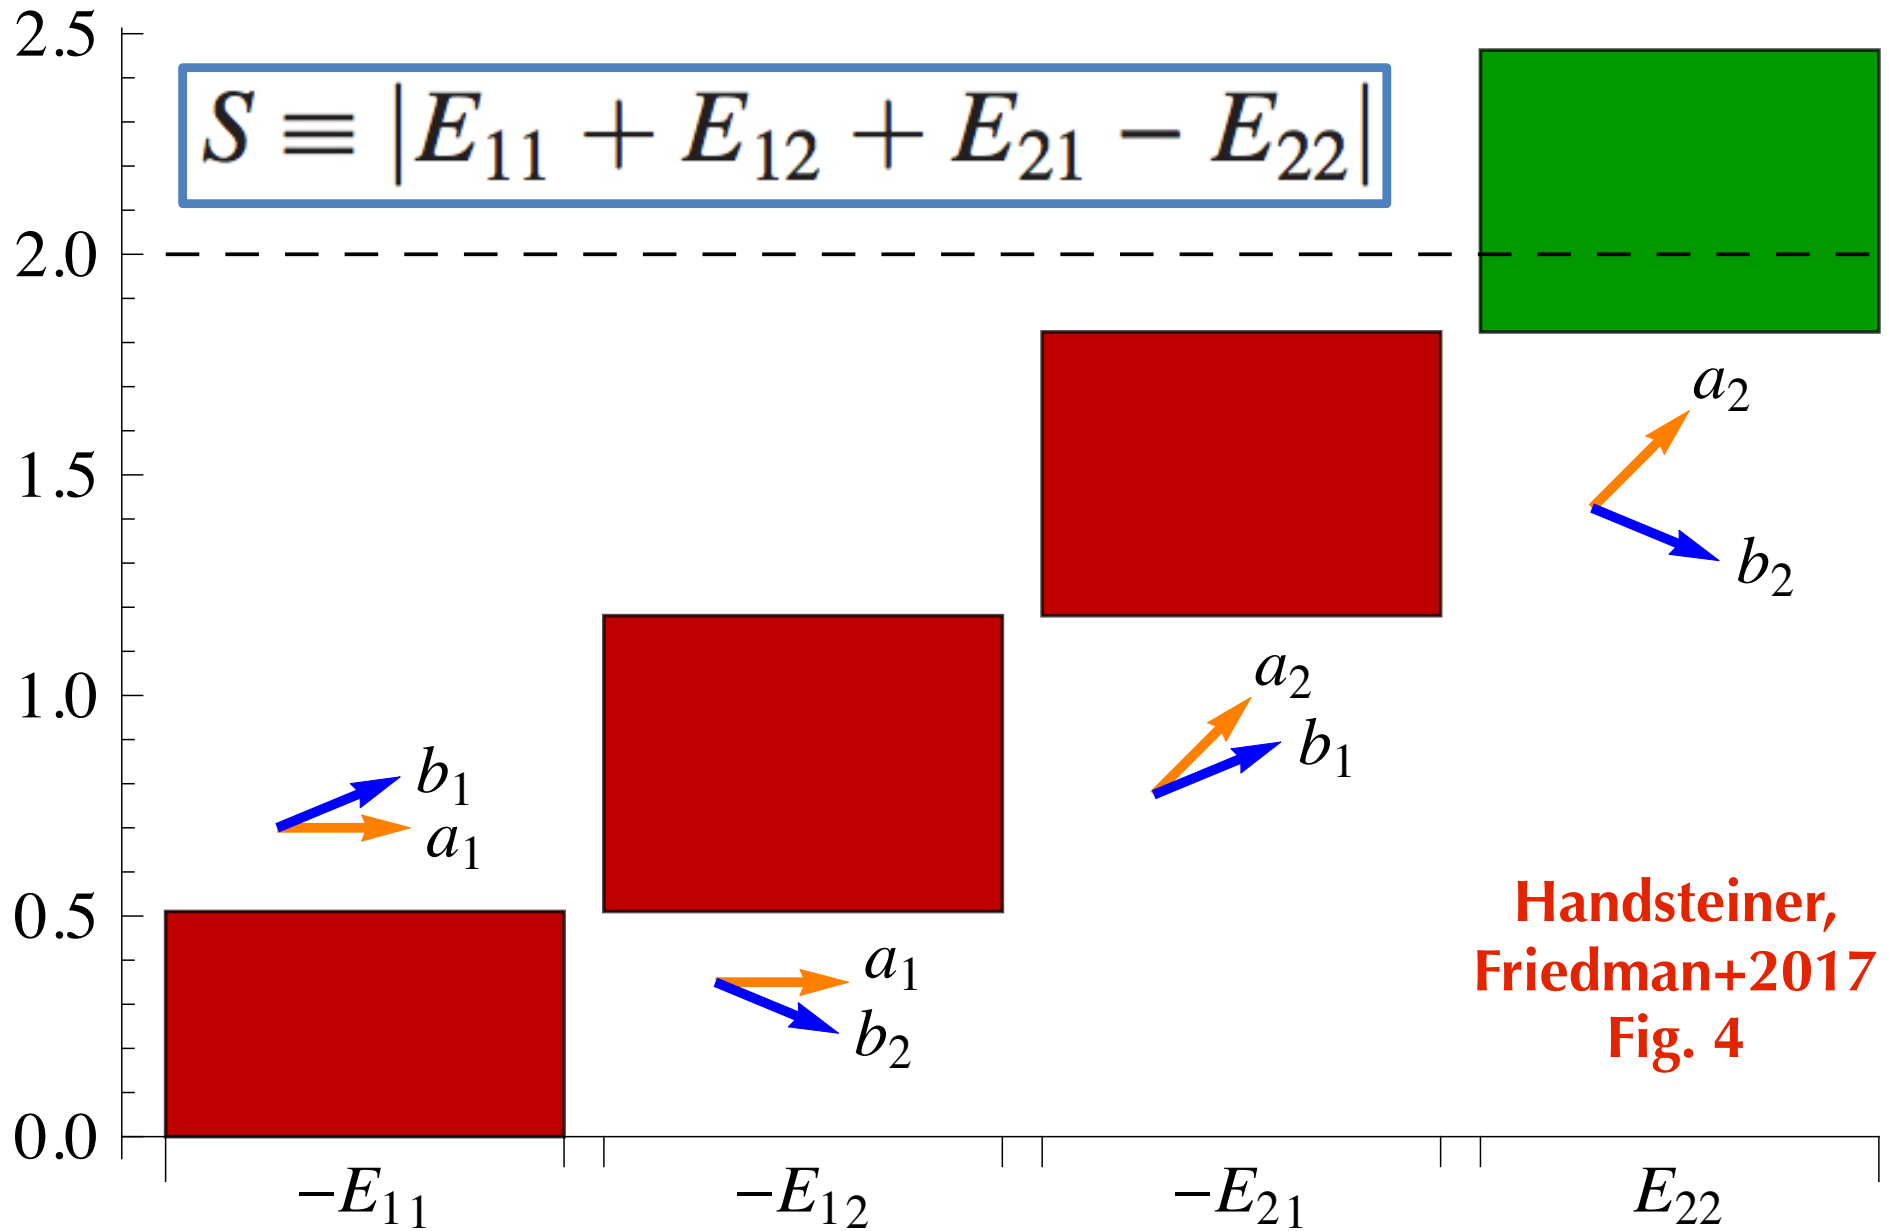 2.5
S ≡ |E₁₁ + E₁₂ + E₂₁ − E₂₂|
2.0
a₂
1.5
b₂
a₂
1.0
b₁
b₁
a₁
0.5
a₁
b₂
Handsteiner,
Friedman+2017
Fig. 4
0.0
−E₁₁ −E₁₂ −E₂₁ E₂₂